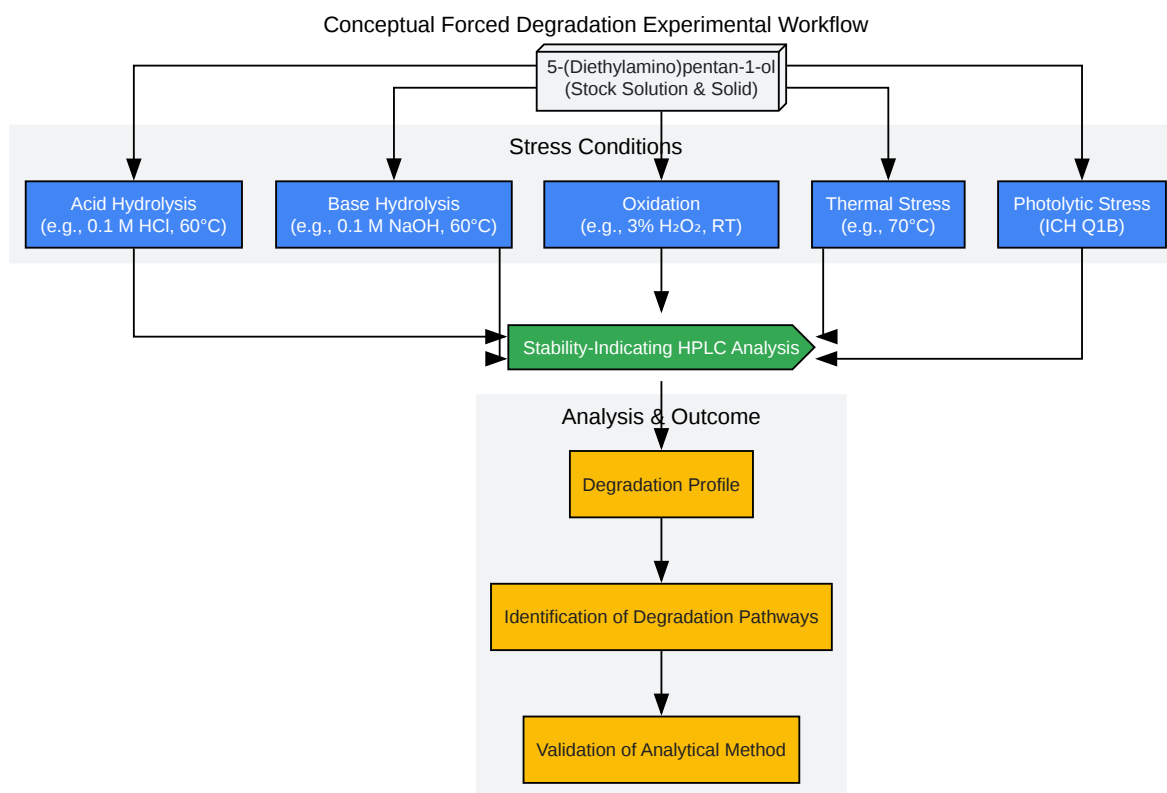 Conceptual Forced Degradation Experimental Workflow
5-(Diethylamino)pentan-1-ol
(Stock Solution & Solid)
Stress Conditions
Acid Hydrolysis
(e.g., 0.1 M HCl, 60°C)
Base Hydrolysis
(e.g., 0.1 M NaOH, 60°C)
Oxidation
(e.g., 3% H₂O₂, RT)
Thermal Stress
(e.g., 70°C)
Photolytic Stress
(ICH Q1B)
Stability-Indicating HPLC Analysis
Analysis & Outcome
Degradation Profile
Identification of Degradation Pathways
Validation of Analytical Method